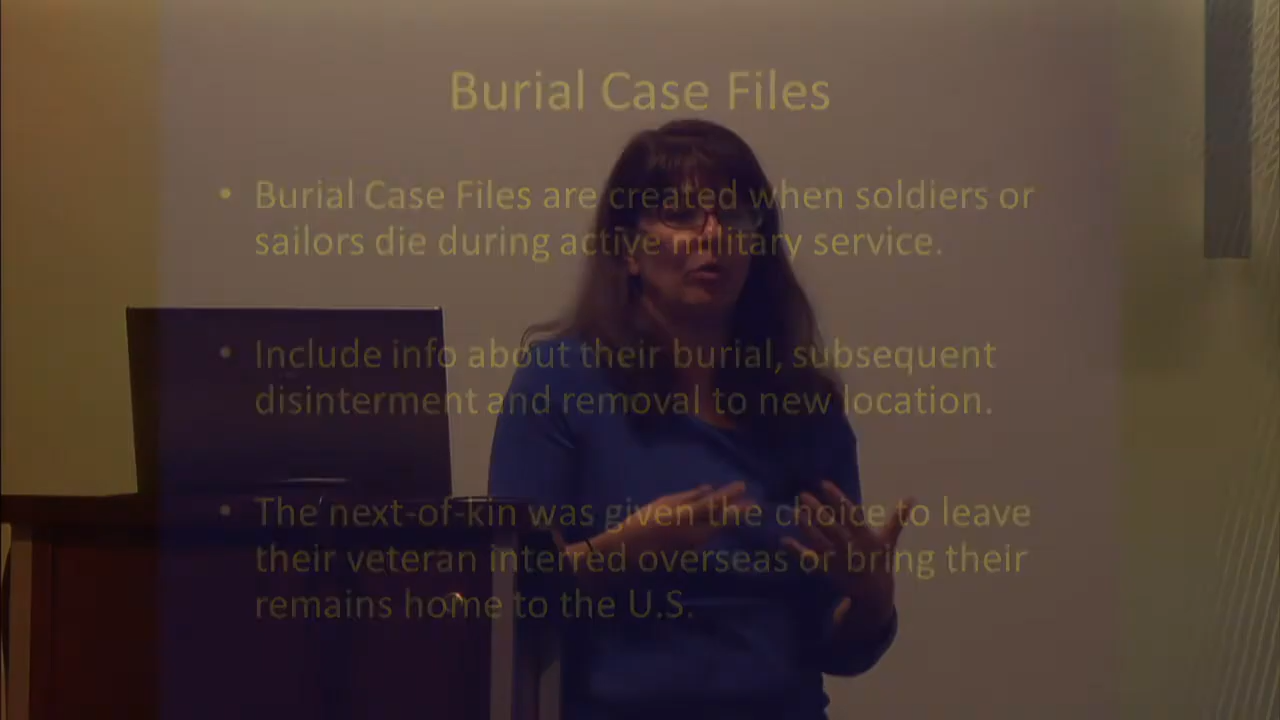 Burial Case Files
• Burial Case Files are created when soldiers or
sailors die during active military service.
• Include info about their burial, subsequent
disinterment and removal to new location.
• The next-of-kin was given the choice to leave
their veteran interred overseas or bring their
remains home to the U.S.